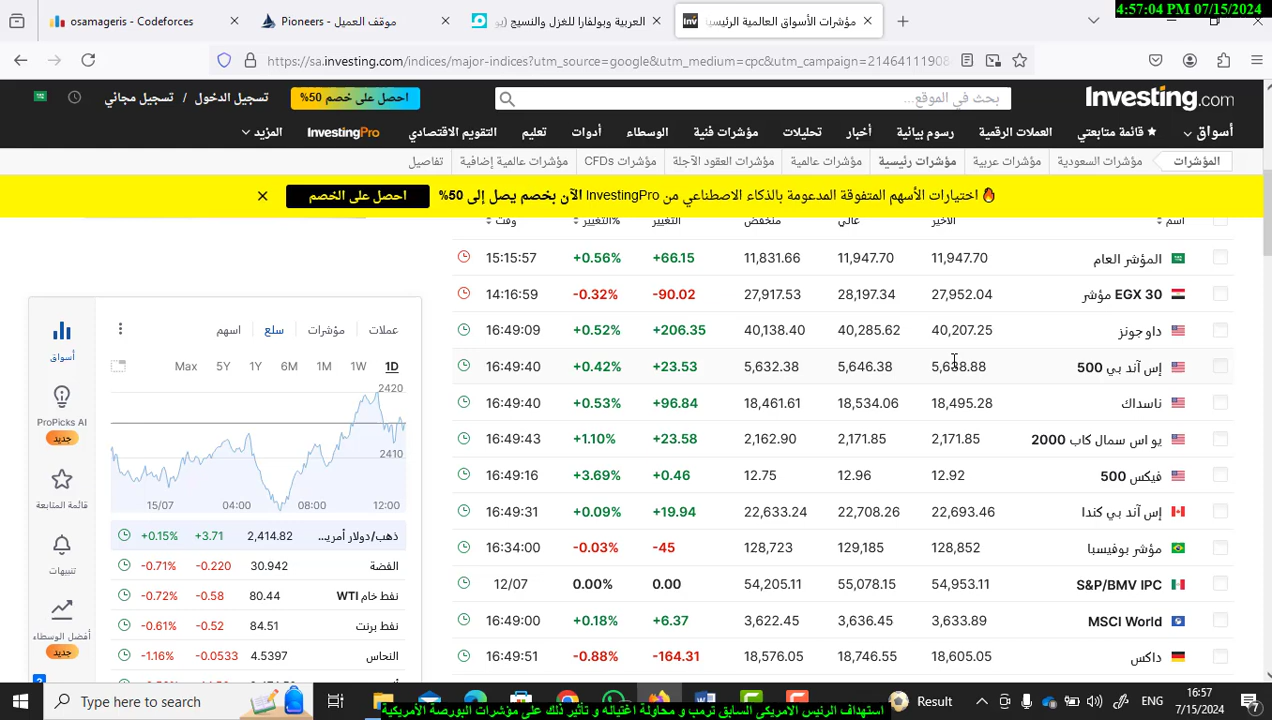 4:57:04 PM 07/15/2024
osamageris - Codeforces
Pioneers - موقف العميل
العربية وبولفارا للغزل والنسيج (يو
مؤشرات الأسواق العالمية الرئيسية
https://sa.investing.com/indices/major-indices?utm_source=google&utm_medium=cpc&utm_campaign=21464111908
Investing.com
بحث في الموقع...
احصل على خصم 50%
تسجيل الدخول / تسجيل مجاني
أسواق
قائمة متابعتي
العملات الرقمية
رسوم بيانية
أخبار
تحليلات
مؤشرات فنية
الوسطاء
أدوات
تعليم
التقويم الاقتصادي
InvestingPro
المزيد
المؤشرات
مؤشرات السعودية
مؤشرات عربية
مؤشرات رئيسية
مؤشرات عالمية
مؤشرات العقود الآجلة
مؤشرات CFDs
مؤشرات عالمية إضافية
تفاصيل
اختيارات الأسهم المتفوقة المدعومة بالذكاء الاصطناعي من InvestingPro الآن بخصم يصل إلى 50%
احصل على الخصم
اسم الأخير عالي منخفض التغيير التغيير% وقت
المؤشر العام 11,947.70 11,947.70 11,831.66 +66.15 +0.56% 15:15:57
EGX 30 مؤشر 27,952.04 28,197.34 27,917.53 -90.02 -0.32% 14:16:59
داو جونز 40,207.25 40,285.62 40,138.40 +206.35 +0.52% 16:49:09
إس آند بي 500 5,638.88 5,646.38 5,632.38 +23.53 +0.42% 16:49:40
ناسداك 18,495.28 18,534.06 18,461.61 +96.84 +0.53% 16:49:40
يو اس سمال كاب 2000 2,171.85 2,171.85 2,162.90 +23.58 +1.10% 16:49:43
فيكس 500 12.92 12.96 12.75 +0.46 +3.69% 16:49:16
إس آند بي كندا 22,693.46 22,708.26 22,633.24 +19.94 +0.09% 16:49:31
مؤشر بوفيسبا 128,852 129,185 128,723 -45 -0.03% 16:34:00
S&P/BMV IPC 54,953.11 55,078.15 54,205.11 0.00 0.00% 12/07
MSCI World 3,633.89 3,636.45 3,622.45 +6.37 +0.18% 16:49:00
داكس 18,605.05 18,746.55 18,576.05 -164.31 -0.88% 16:49:51
عملات
مؤشرات
سلع
اسهم
1D 1W 1M 6M 1Y 5Y Max
2420
2410
15/07 04:00 08:00 12:00
ذهب/دولار أمري... 2,414.82 +3.71 +0.15%
الفضة 30.942 -0.220 -0.71%
نفط خام WTI 80.44 -0.58 -0.72%
نفط برنت 84.51 -0.52 -0.61%
النحاس 4.5397 -0.0533 -1.16%
أسواق
ProPicks AI
جديد
قائمة المتابعة
تنبيهات
أفضل الوسطاء
جديد
Type here to search
Result
ENG
16:57
7/15/2024
استهداف الرئيس الامريكى السابق ترمب و محاولة اغتياله و تأثير ذلك على مؤشرات البورصة الأمريكية